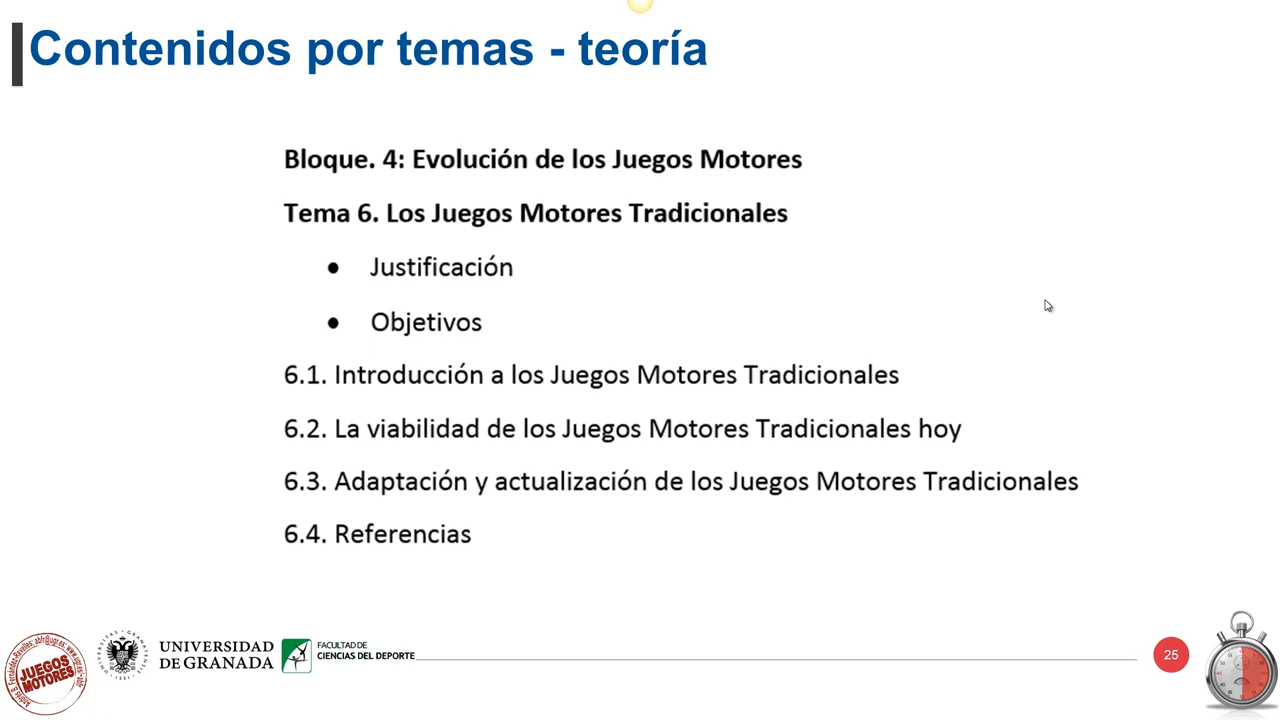 Contenidos por temas - teoría
Bloque. 4: Evolución de los Juegos Motores
Tema 6. Los Juegos Motores Tradicionales
● Justificación
● Objetivos
6.1. Introducción a los Juegos Motores Tradicionales
6.2. La viabilidad de los Juegos Motores Tradicionales hoy
6.3. Adaptación y actualización de los Juegos Motores Tradicionales
6.4. Referencias
JUEGOS
MOTORES
UNIVERSIDAD
DE GRANADA
FACULTAD DE
CIENCIAS DEL DEPORTE
25